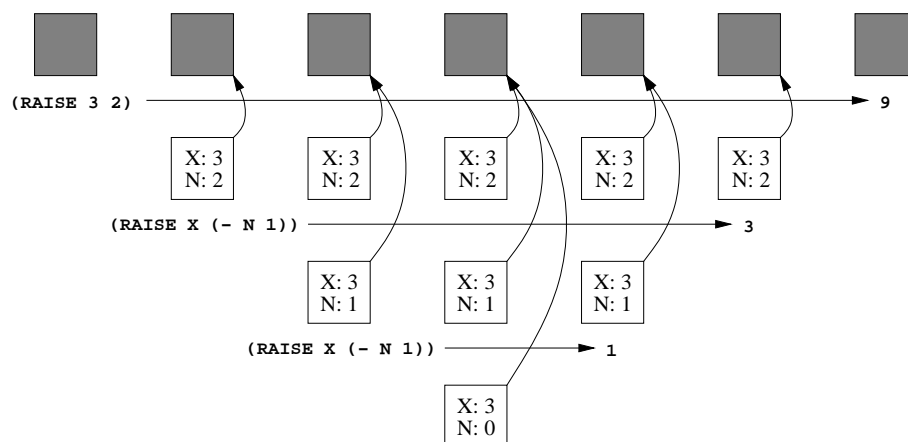 (RAISE 3 2) 9
X: 3 X: 3 X: 3 X: 3 X: 3
N: 2 N: 2 N: 2 N: 2 N: 2
(RAISE X (- N 1)) 3
X: 3 X: 3 X: 3
N: 1 N: 1 N: 1
(RAISE X (- N 1)) 1
X: 3
N: 0